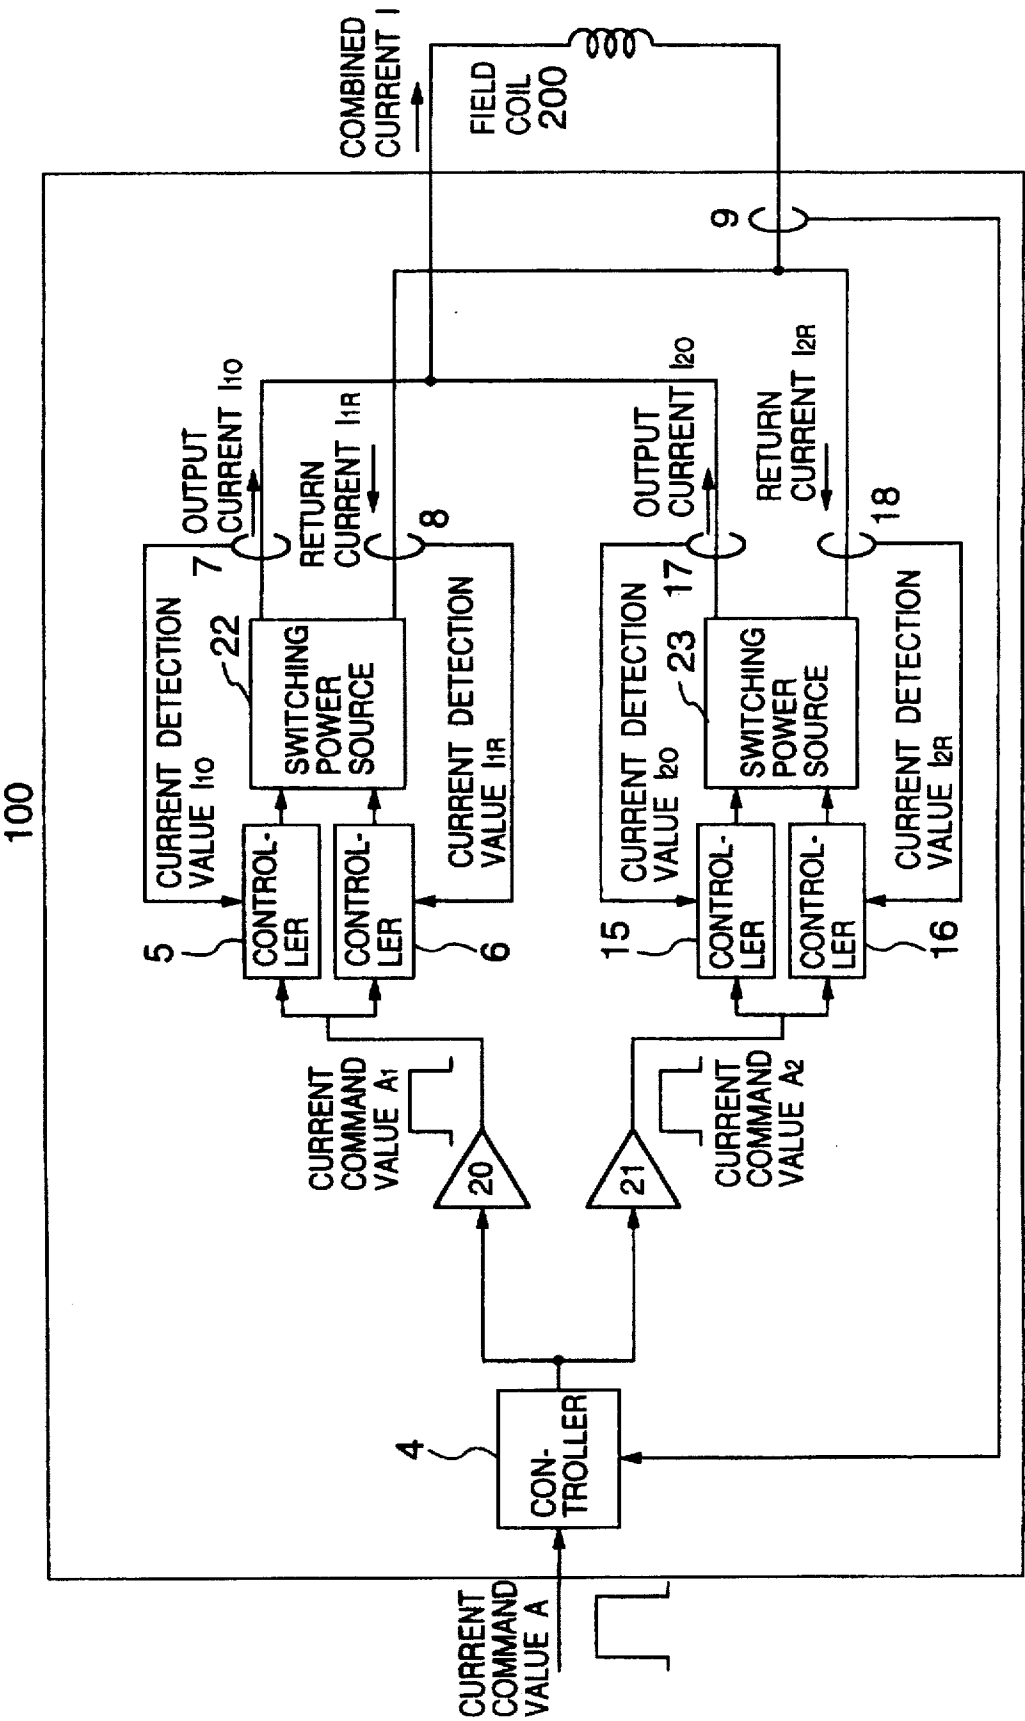 100
CURRENT
COMMAND
VALUE A
4
CON-
TROLLER
20
21
CURRENT
COMMAND
VALUE A1
CURRENT
COMMAND
VALUE A2
5
CONTROL-
LER
CONTROL-
LER
6
15
CONTROL-
LER
CONTROL-
LER
16
CURRENT DETECTION
VALUE I1O
22
SWITCHING
POWER
SOURCE
CURRENT DETECTION
VALUE I1R
CURRENT DETECTION
VALUE I2O
23
SWITCHING
POWER
SOURCE
CURRENT DETECTION
VALUE I2R
7
OUTPUT
CURRENT I1O
RETURN
CURRENT I1R
8
17
OUTPUT
CURRENT I2O
RETURN
CURRENT I2R
18
9
COMBINED
CURRENT I
FIELD
COIL
200